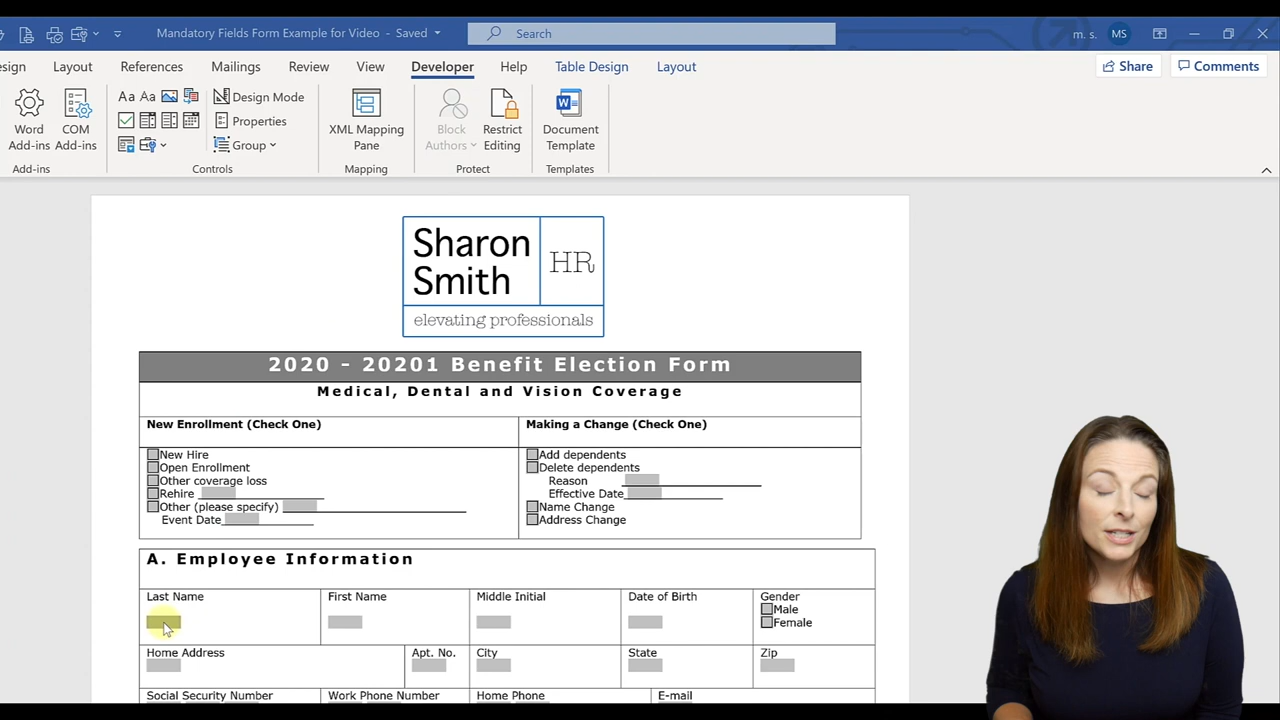 Mandatory Fields Form Example for Video - Saved
Search
m. s. MS
sign Layout References Mailings Review View Developer Help Table Design Layout Share Comments
Aa Aa Design Mode
Properties
Group
Word Add-ins
COM Add-ins
XML Mapping Pane
Block Authors
Restrict Editing
Document Template
Add-ins Controls Mapping Protect Templates
Sharon
Smith
HR
elevating professionals
2020 - 20201 Benefit Election Form
Medical, Dental and Vision Coverage
New Enrollment (Check One) Making a Change (Check One)
New Hire Add dependents
Open Enrollment Delete dependents
Other coverage loss Reason
Rehire Effective Date
Other (please specify) Name Change
Event Date Address Change
A. Employee Information
Last Name First Name Middle Initial Date of Birth Gender
Male
Female
Home Address Apt. No. City State Zip
Social Security Number Work Phone Number Home Phone E-mail